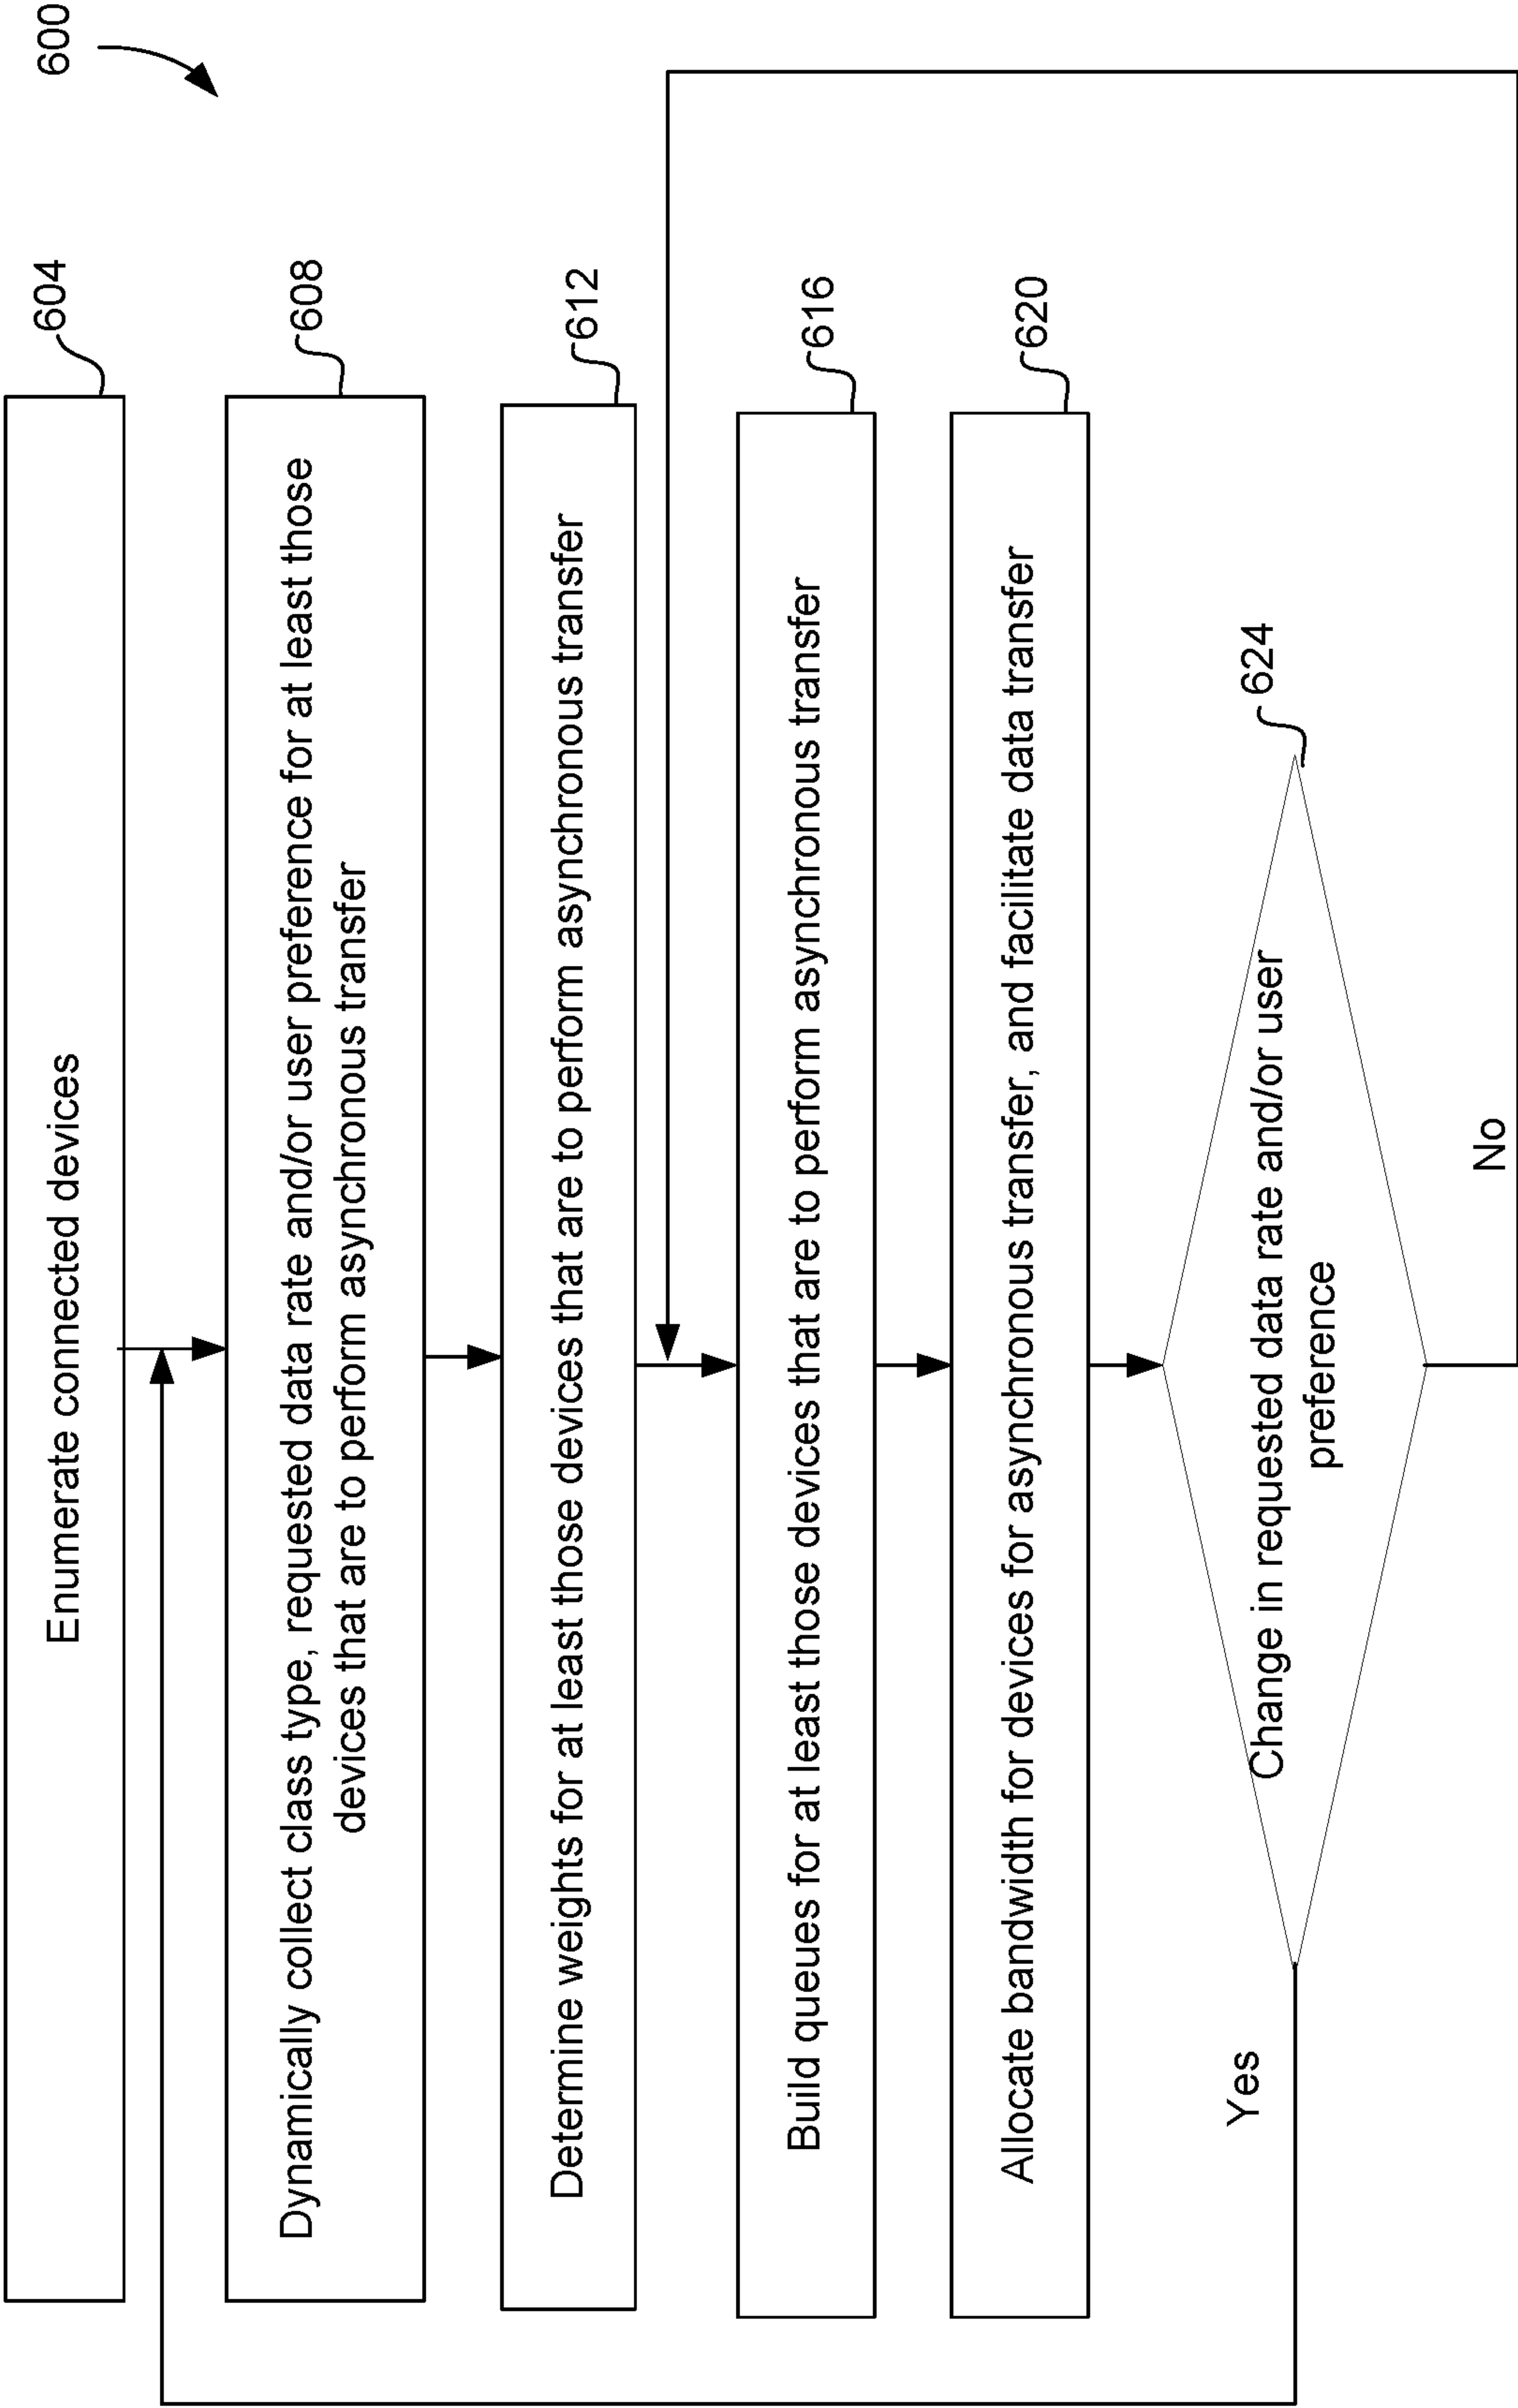 600
604
Enumerate connected devices
608
Dynamically collect class type, requested data rate and/or user preference for at least those
devices that are to perform asynchronous transfer
612
Determine weights for at least those devices that are to perform asynchronous transfer
616
Build queues for at least those devices that are to perform asynchronous transfer
620
Allocate bandwidth for devices for asynchronous transfer, and facilitate data transfer
624
Change in requested data rate and/or user
preference
Yes
No